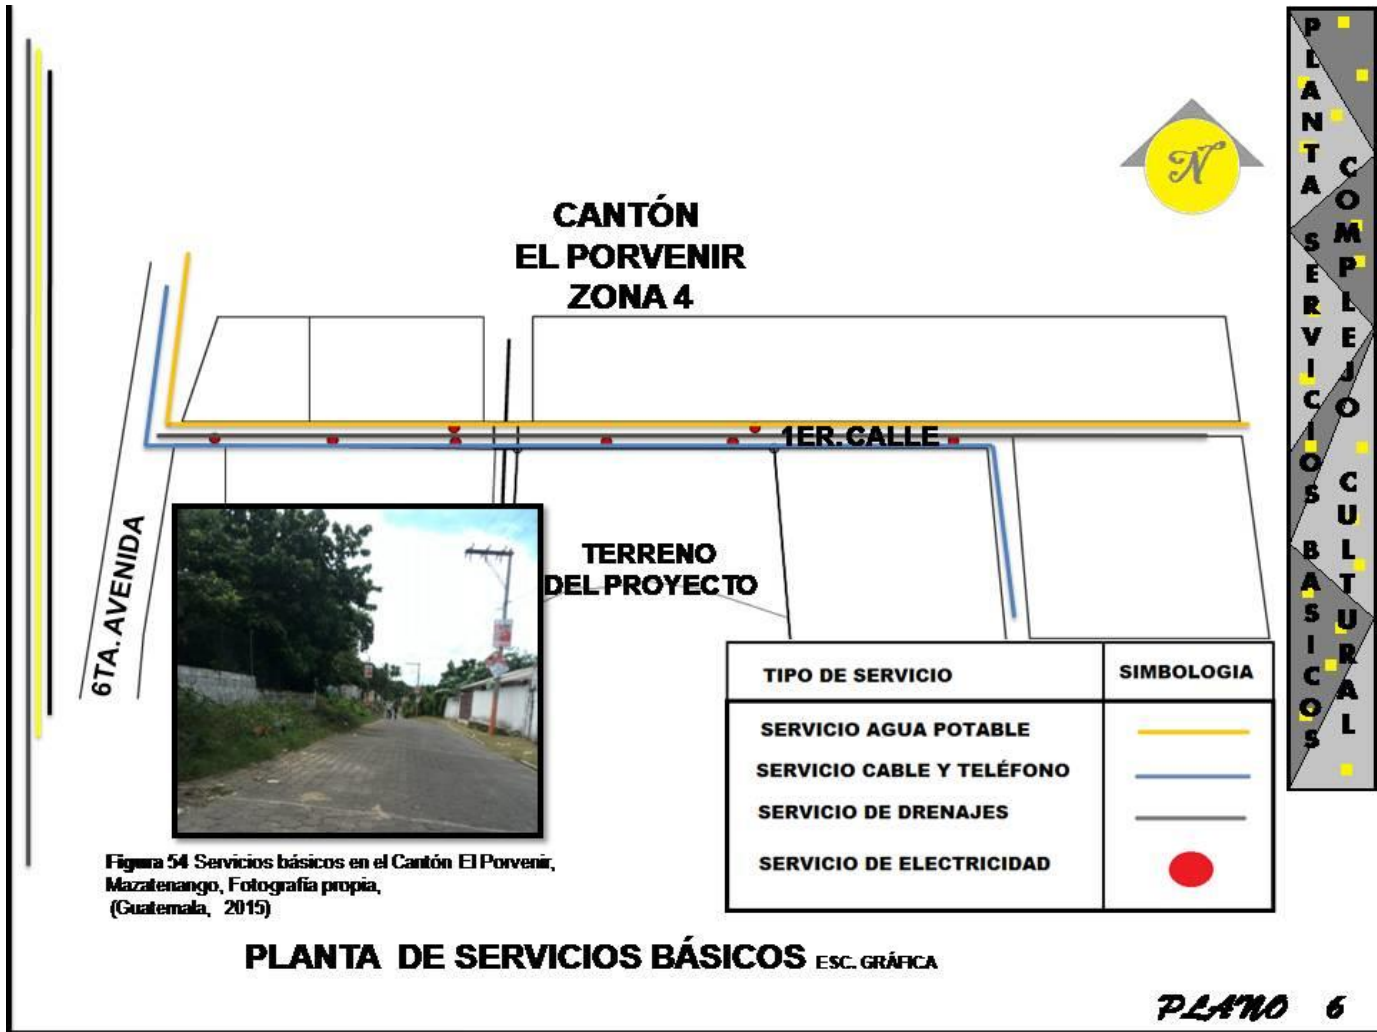 CANTÓN
EL PORVENIR
ZONA 4
N
1ER. CALLE
6TA. AVENIDA
TERRENO
DEL PROYECTO
TIPO DE SERVICIO
SIMBOLOGIA
SERVICIO AGUA POTABLE
SERVICIO CABLE Y TELÉFONO
SERVICIO DE DRENAJES
SERVICIO DE ELECTRICIDAD
Figura 54 Servicios básicos en el Cantón El Porvenir,
Mazatenango, Fotografía propia,
(Guatemala, 2015)
PLANTA DE SERVICIOS BÁSICOS ESC. GRÁFICA
PLANO 6
PLANTA SERVICIOS BASICOS
COMPLEJO CULTURAL